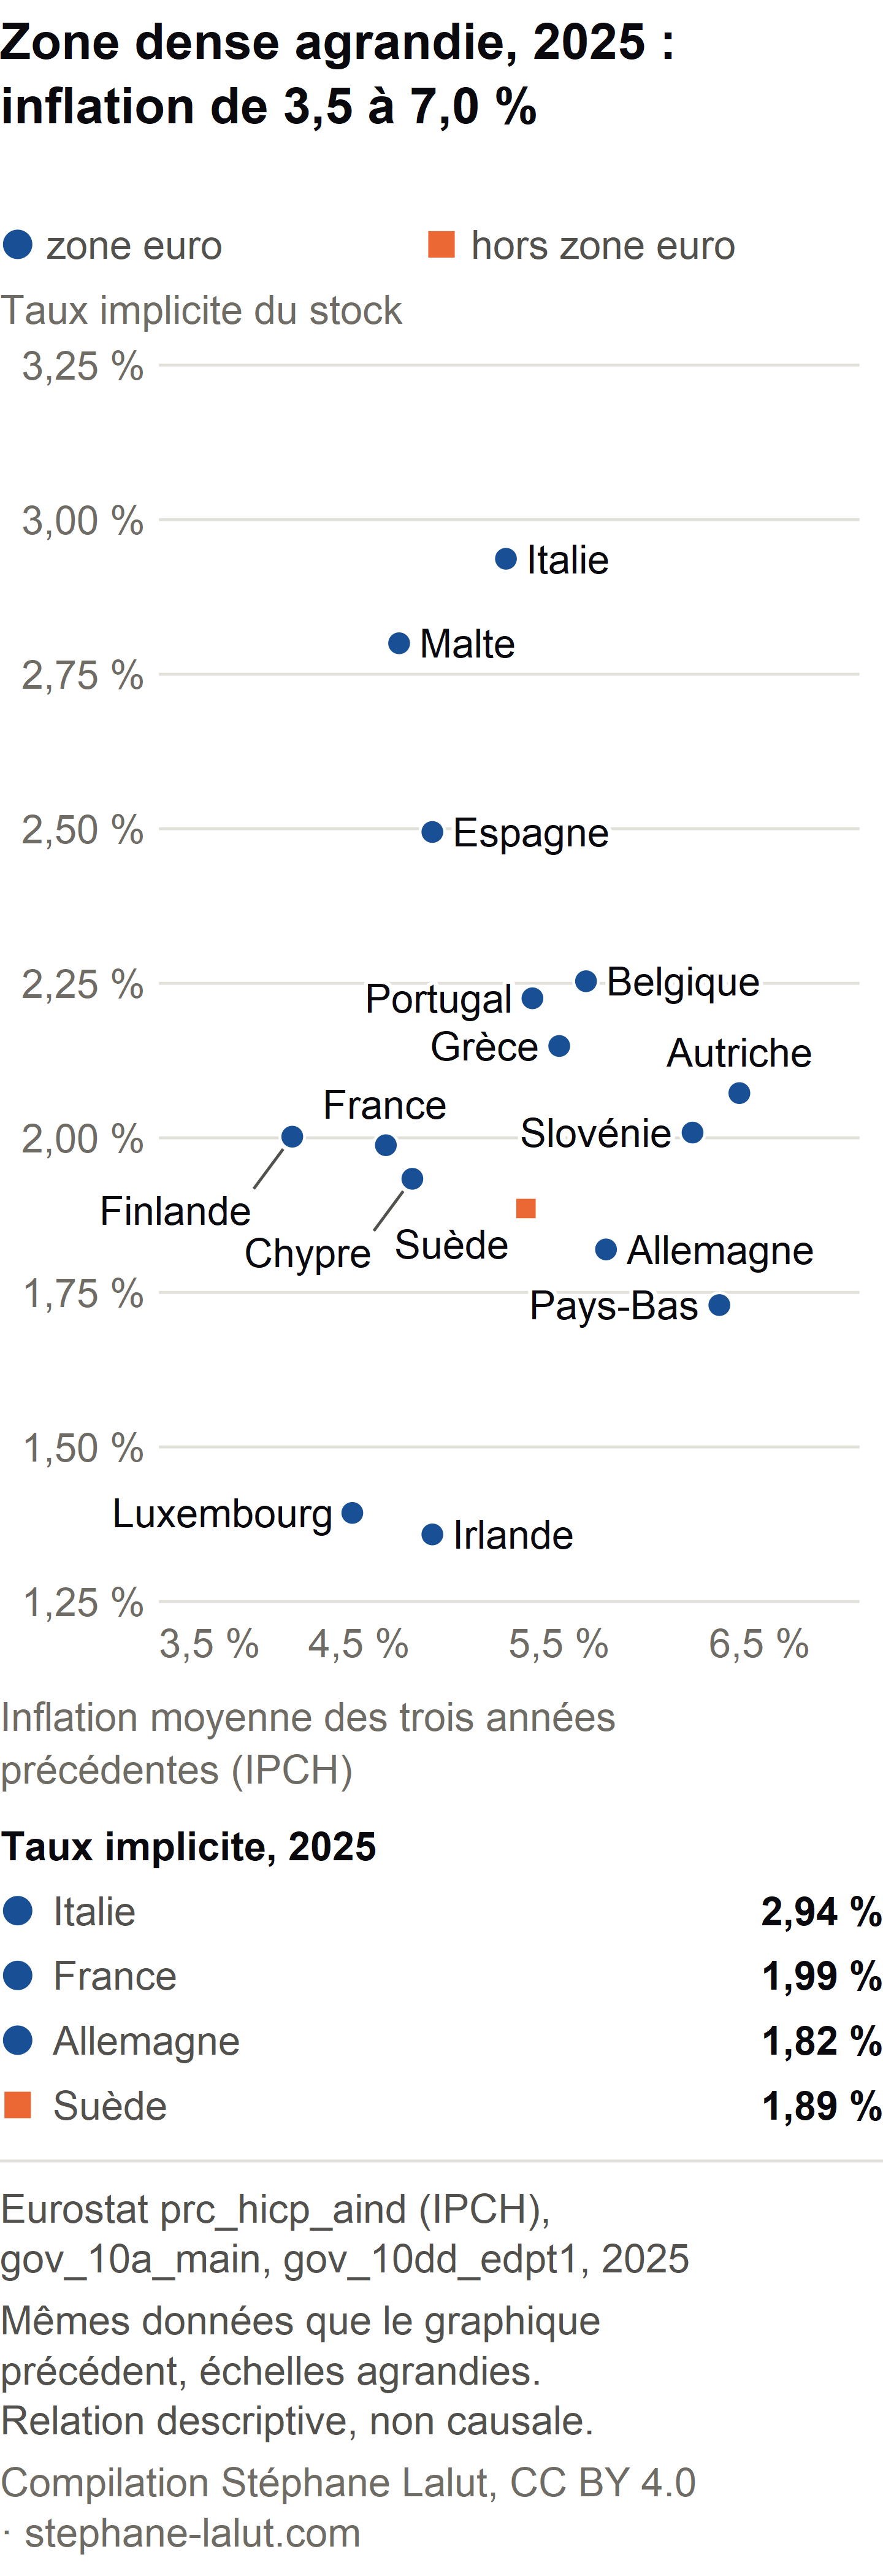 Zone dense agrandie, 2025 :
inflation de 3,5 à 7,0 %
zone euro
hors zone euro
Taux implicite du stock
3,25 %
3,00 %
Italie
Malte
2,75 %
2,50 %
Espagne
2,25 %
Belgique
Portugal
Grèce
Autriche
France
2,00 %
Slovénie
Finlande
Chypre
Suède
Allemagne
1,75 %
Pays-Bas
1,50 %
Luxembourg
Irlande
1,25 %
3,5 % 4,5 % 5,5 % 6,5 %
Inflation moyenne des trois années
précédentes (IPCH)
Taux implicite, 2025
Italie 2,94 %
France 1,99 %
Allemagne 1,82 %
Suède 1,89 %
Eurostat prc_hicp_aind (IPCH),
gov_10a_main, gov_10dd_edpt1, 2025
Mêmes données que le graphique
précédent, échelles agrandies.
Relation descriptive, non causale.
Compilation Stéphane Lalut, CC BY 4.0
· stephane-lalut.com